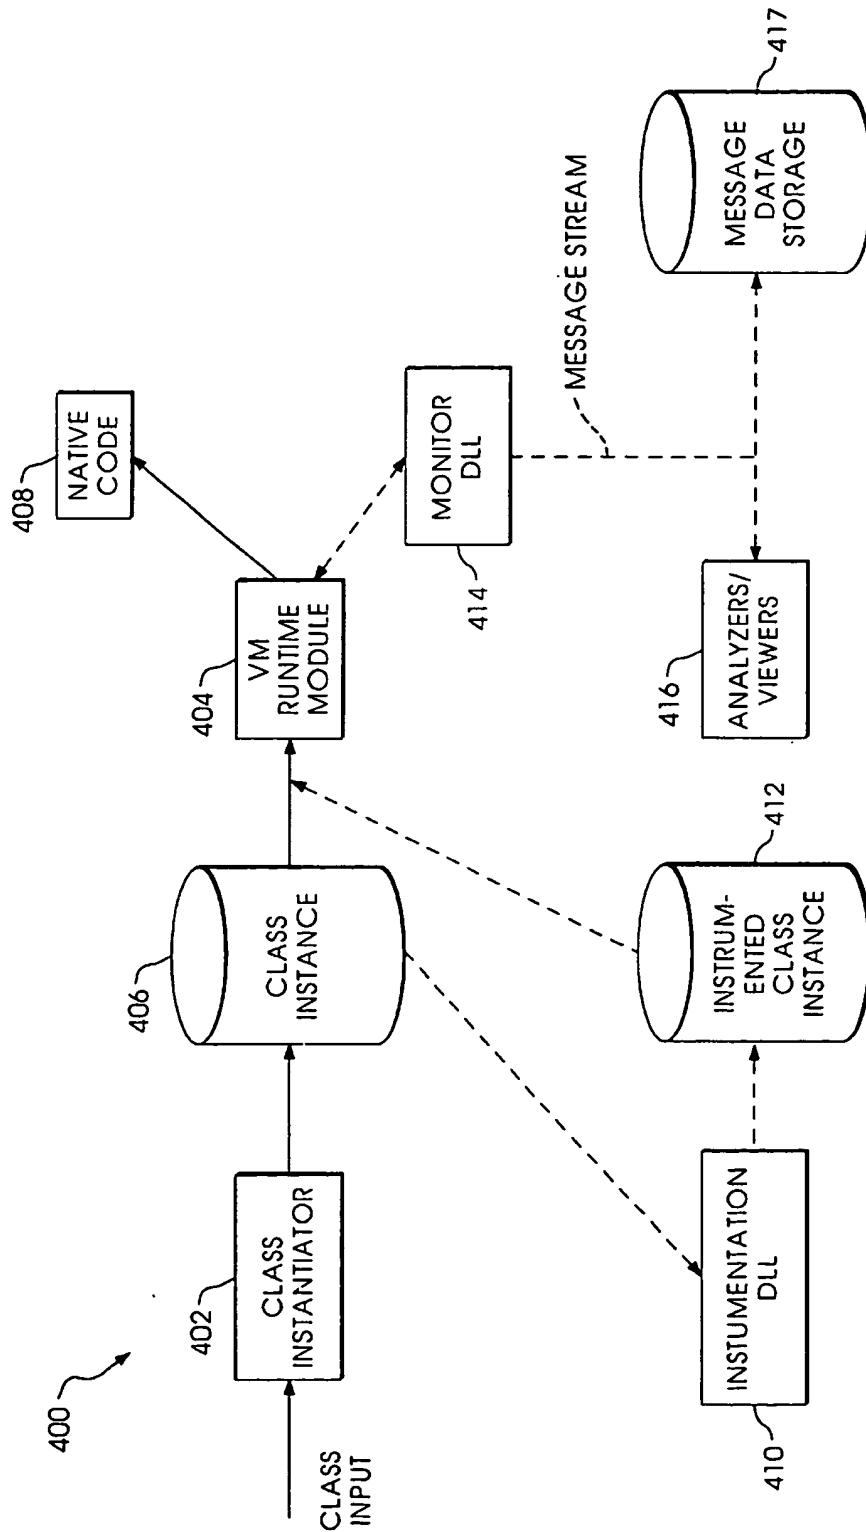 400
CLASS
INPUT
402
CLASS
INSTANTIATOR
406
CLASS
INSTANCE
404
VM
RUNTIME
MODULE
408
NATIVE
CODE
414
MONITOR
DLL
MESSAGE STREAM
410
INSTUMENTATION
DLL
412
INSTRUM-
ENTED
CLASS
INSTANCE
416
ANALYZERS/
VIEWERS
417
MESSAGE
DATA
STORAGE